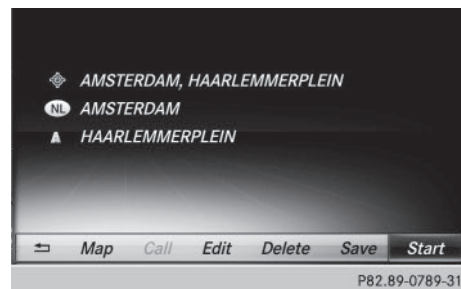 AMSTERDAM, HAARLEMMERPLEIN
NL AMSTERDAM
HAARLEMMERPLEIN
Map Call Edit Delete Save Start
P82.89-0789-31